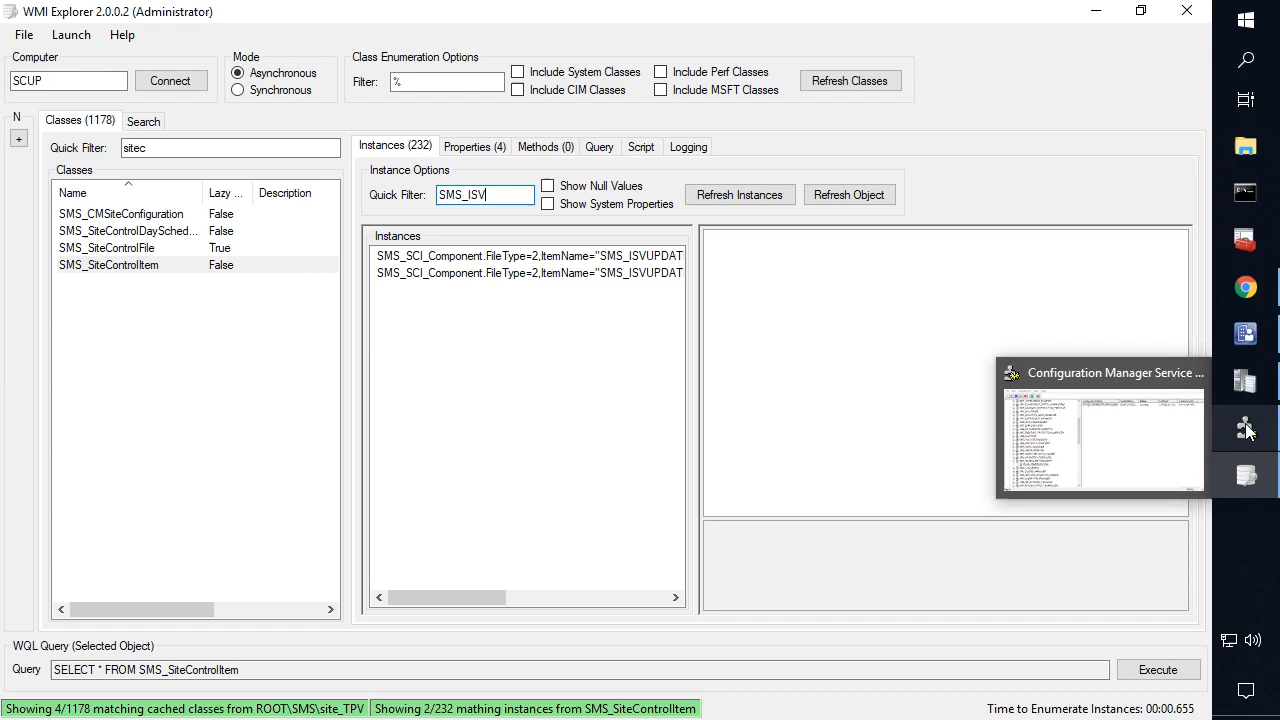 WMI Explorer 2.0.0.2 (Administrator)
File Launch Help
Computer
SCUP
Connect
Mode
Asynchronous
Synchronous
Class Enumeration Options
Filter: %
Include System Classes
Include CIM Classes
Include Perf Classes
Include MSFT Classes
Refresh Classes
N
+
Classes (1178) Search
Quick Filter: sitec
Classes
Name Lazy ... Description
SMS_CMSiteConfiguration False
SMS_SiteControlDaySched... False
SMS_SiteControlFile True
SMS_SiteControlItem False
Instances (232) Properties (4) Methods (0) Query Script Logging
Instance Options
Quick Filter: SMS_ISV
Show Null Values
Show System Properties
Refresh Instances
Refresh Object
Instances
SMS_SCI_Component.FileType=2,ItemName="SMS_ISVUPDAT
SMS_SCI_Component.FileType=2,ItemName="SMS_ISVUPDAT
Configuration Manager Service ...
WQL Query (Selected Object)
Query SELECT * FROM SMS_SiteControlItem
Execute
Showing 4/1178 matching cached classes from ROOT\SMS\site_TPV
Showing 2/232 mathing instances from SMS_SiteControlItem
Time to Enumerate Instances: 00:00.655